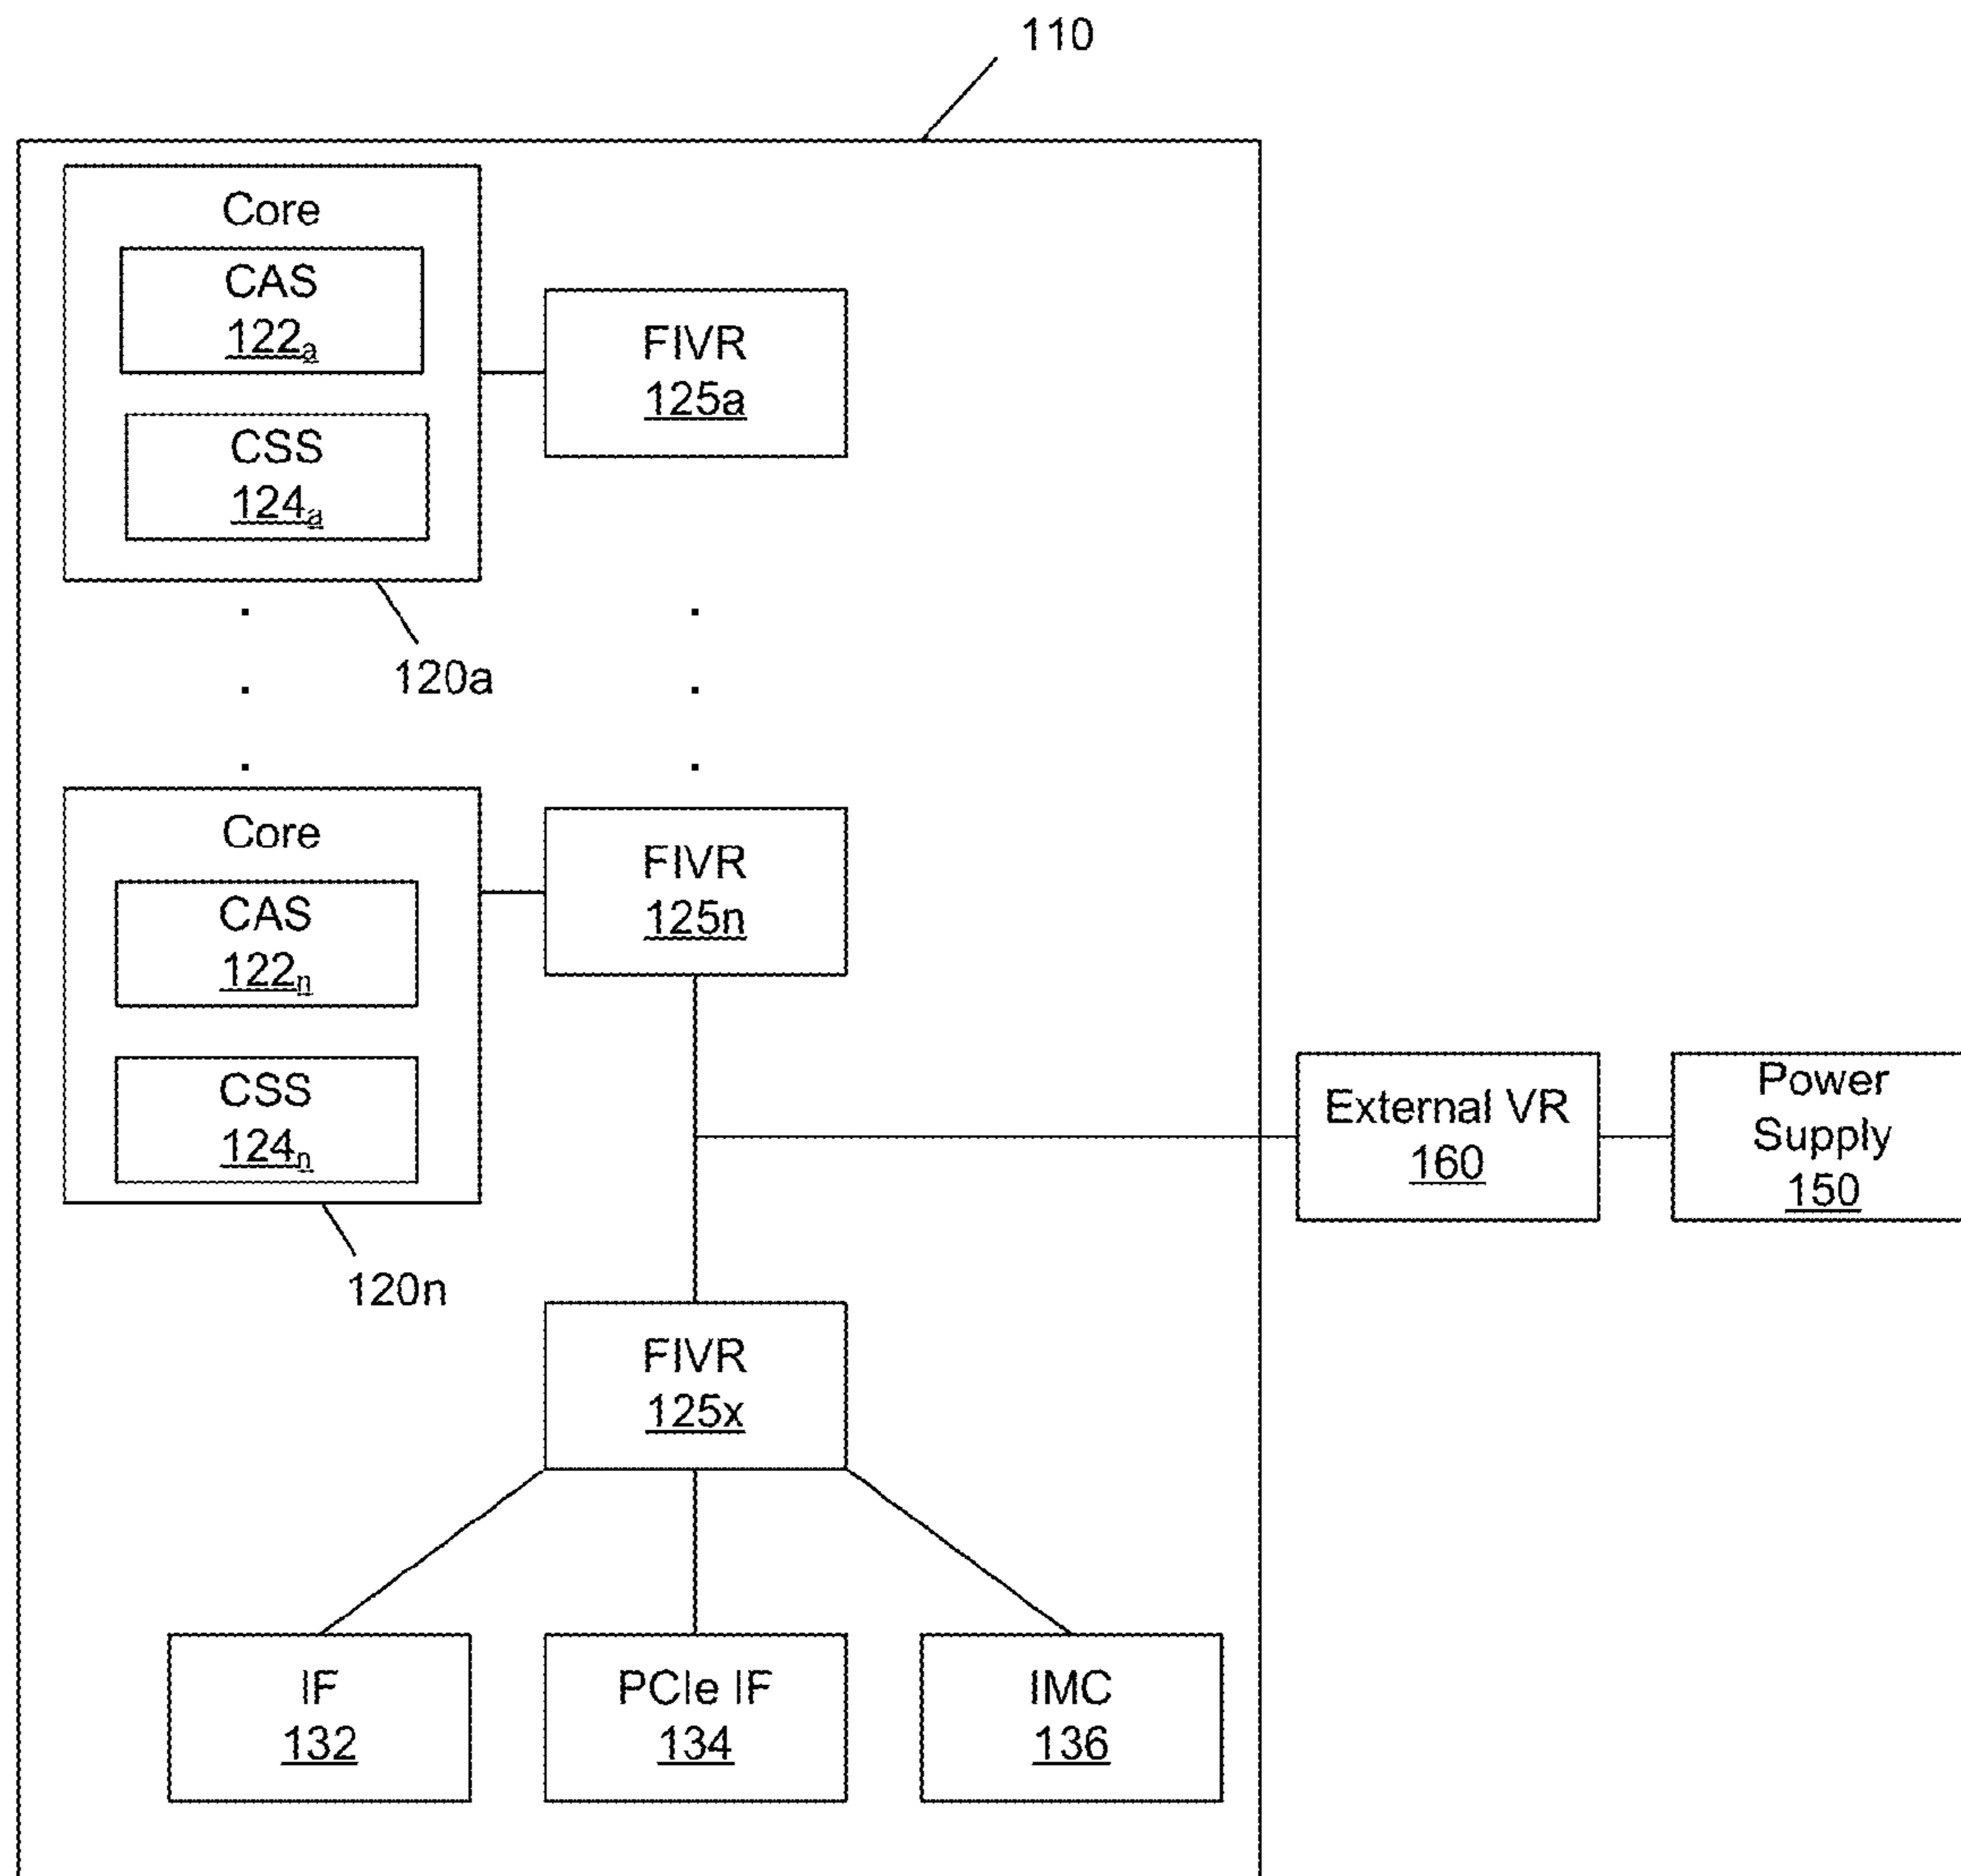 110
Core
CAS
122a
CSS
124a
FIVR
125a
120a
Core
CAS
122n
CSS
124n
FIVR
125n
120n
External VR
160
Power
Supply
150
FIVR
125x
IF
132
PCIe IF
134
IMC
136